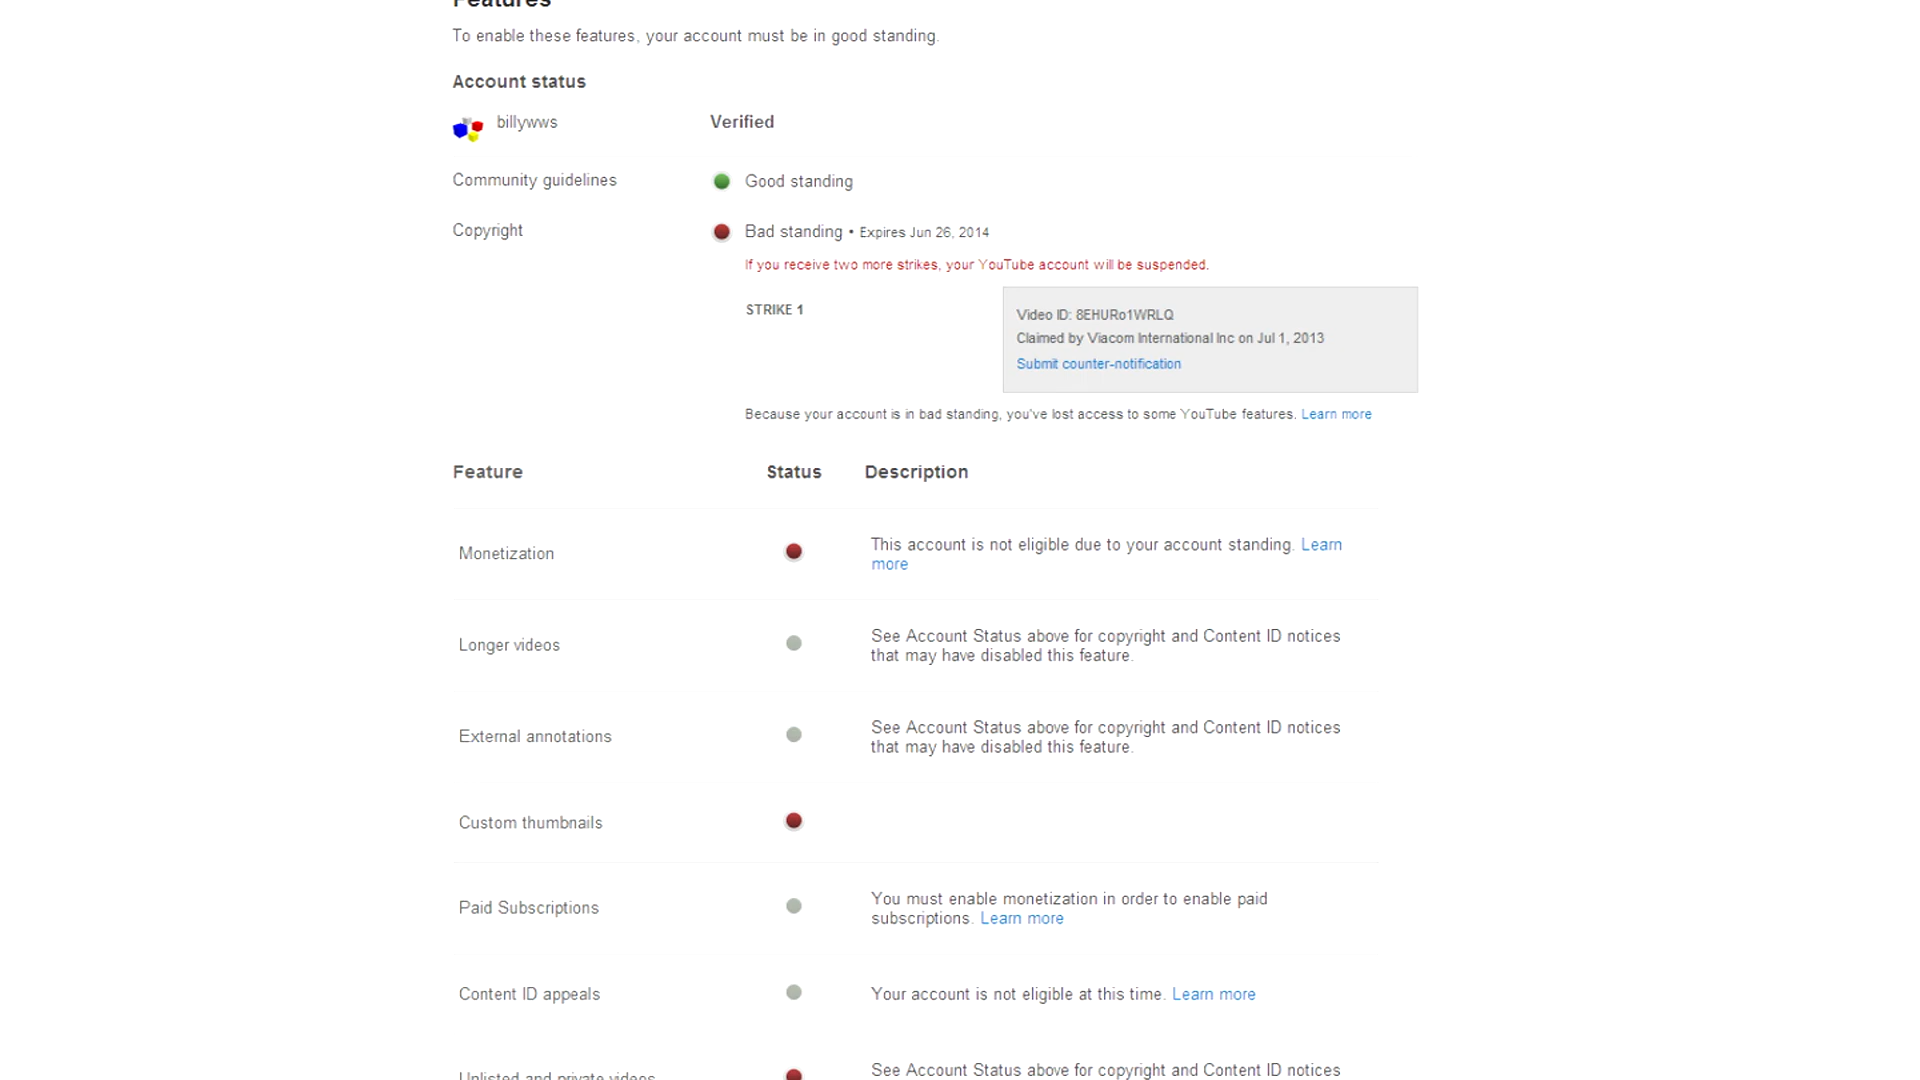 Features
To enable these features, your account must be in good standing.
Account status
billywws Verified
Community guidelines Good standing
Copyright Bad standing • Expires Jun 26, 2014
If you receive two more strikes, your YouTube account will be suspended.
STRIKE 1
Video ID: 8EHURo1WRLQ
Claimed by Viacom International Inc on Jul 1, 2013
Submit counter-notification
Because your account is in bad standing, you've lost access to some YouTube features. Learn more
Feature Status Description
Monetization
This account is not eligible due to your account standing. Learn
more
Longer videos
See Account Status above for copyright and Content ID notices
that may have disabled this feature.
External annotations
See Account Status above for copyright and Content ID notices
that may have disabled this feature.
Custom thumbnails
Paid Subscriptions
You must enable monetization in order to enable paid
subscriptions. Learn more
Content ID appeals Your account is not eligible at this time. Learn more
See Account Status above for copyright and Content ID notices
Unlisted and private videos